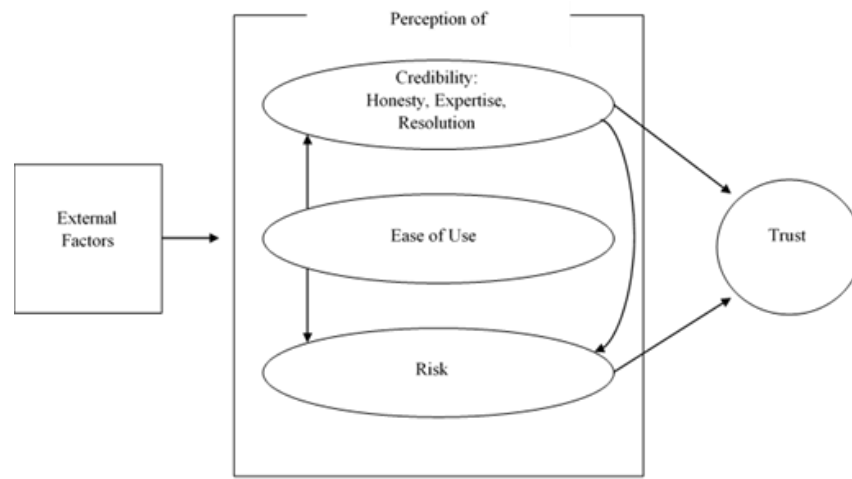 Perception of
Credibility:
Honesty, Expertise,
Resolution
External
Factors
Ease of Use
Trust
Risk